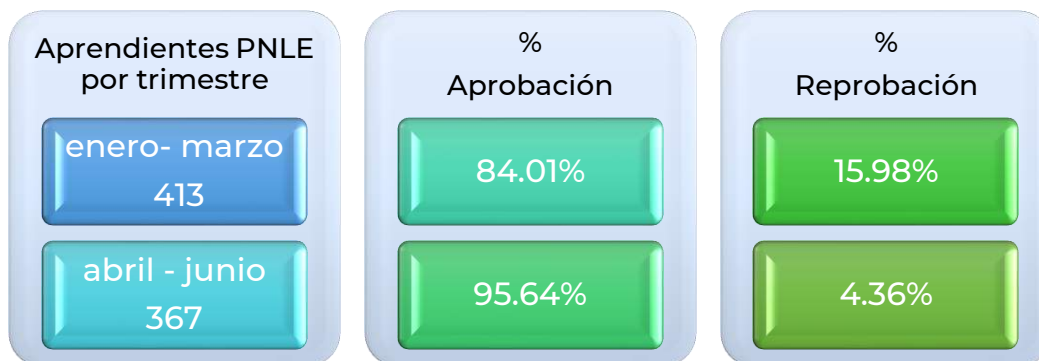 Aprendientes PNLE
por trimestre
enero- marzo
413
abril - junio
367
%
Aprobación
84.01%
95.64%
%
Reprobación
15.98%
4.36%